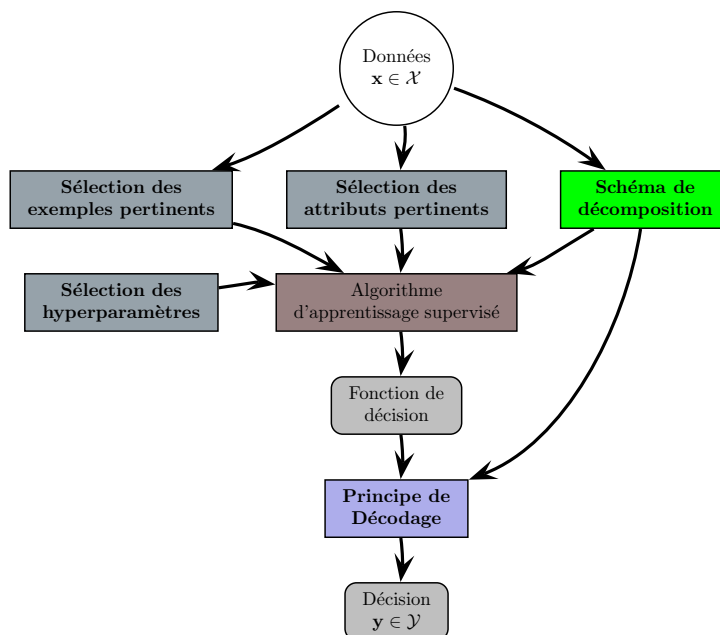 Données
x ∈ 𝒳
Sélection des
exemples pertinents
Sélection des
attributs pertinents
Schéma de
décomposition
Sélection des
hyperparamètres
Algorithme
d'apprentissage supervisé
Fonction de
décision
Principe de
Décodage
Décision
y ∈ 𝒴